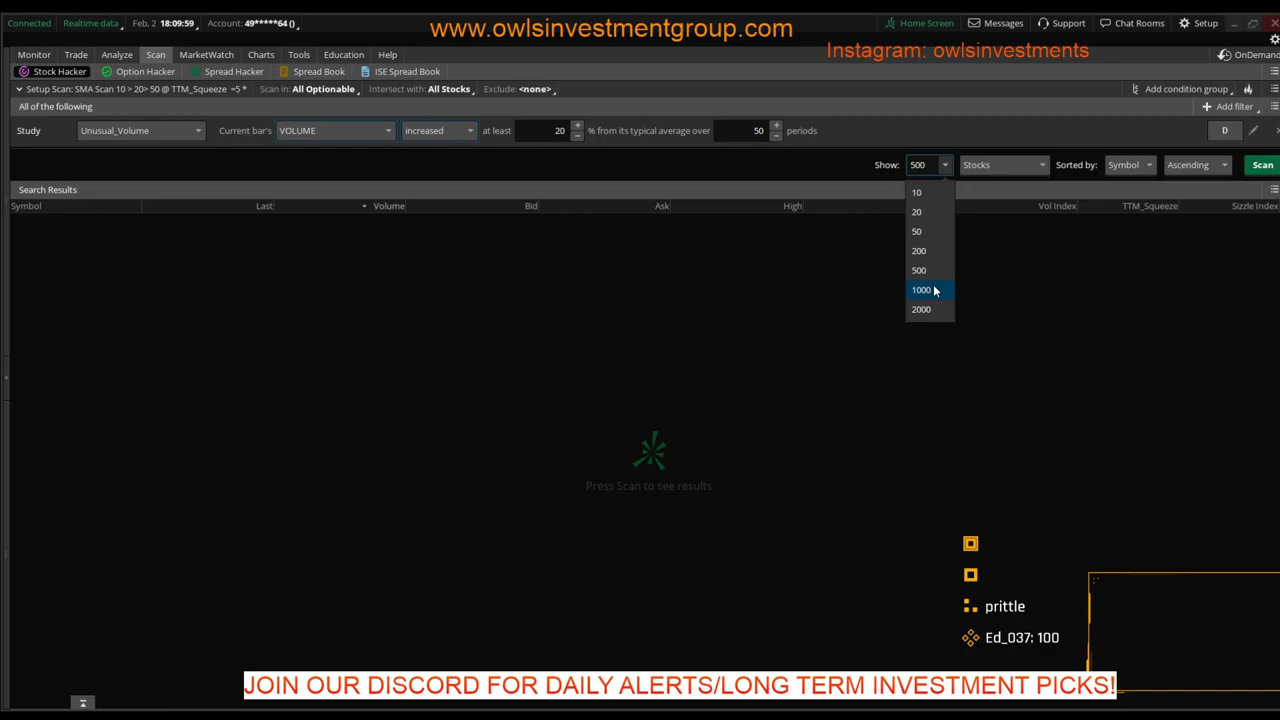 www.owlsinvestmentgroup.com
Instagram: owlsinvestments
Connected Realtime data Feb, 2 18:09:59 Account: 49*****64 () Home Screen Messages Support Chat Rooms Setup
Monitor Trade Analyze Scan MarketWatch Charts Tools Education Help OnDemand
Stock Hacker Option Hacker Spread Hacker Spread Book ISE Spread Book
Setup Scan: SMA Scan 10 > 20> 50 @ TTM_Squeeze =5 * Scan in: All Optionable Intersect with: All Stocks Exclude: <none> Add condition group
All of the following Add filter
Study Unusual_Volume Current bar's VOLUME increased at least 20 % from its typical average over 50 periods D
Show: 500 Stocks Sorted by: Symbol Ascending Scan
Search Results
Symbol Last Volume Bid Ask High Vol Index TTM_Squeeze Sizzle Index
10
20
50
200
500
1000
2000
Press Scan to see results
prittle
Ed_037: 100
JOIN OUR DISCORD FOR DAILY ALERTS/LONG TERM INVESTMENT PICKS!